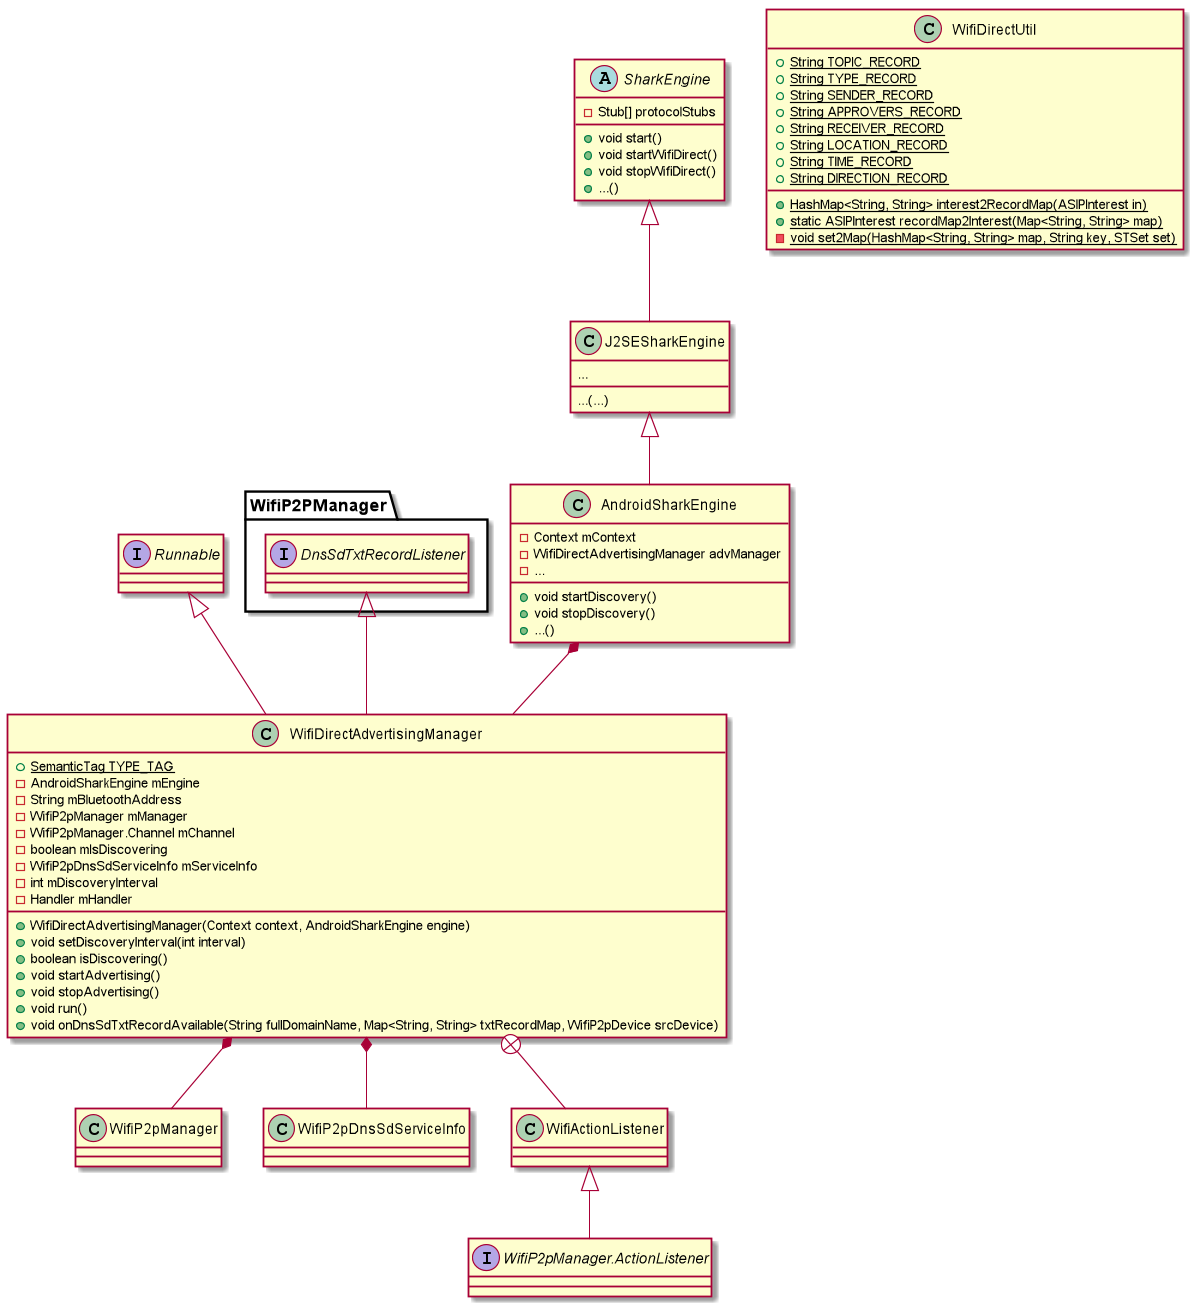 C WifiDirectUtil
String TOPIC_RECORD
String TYPE_RECORD
String SENDER_RECORD
String APPROVERS_RECORD
String RECEIVER_RECORD
String LOCATION_RECORD
String TIME_RECORD
String DIRECTION_RECORD
HashMap<String, String> interest2RecordMap(ASIPInterest in)
static ASIPInterest recordMap2Interest(Map<String, String> map)
void set2Map(HashMap<String, String> map, String key, STSet set)
A SharkEngine
Stub[] protocolStubs
void start()
void startWifiDirect()
void stopWifiDirect()
...()
C J2SESharkEngine
...
...(...)
WifiP2PManager
I Runnable
I DnsSdTxtRecordListener
C AndroidSharkEngine
Context mContext
WifiDirectAdvertisingManager advManager
...
void startDiscovery()
void stopDiscovery()
...()
C WifiDirectAdvertisingManager
SemanticTag TYPE_TAG
AndroidSharkEngine mEngine
String mBluetoothAddress
WifiP2pManager mManager
WifiP2pManager.Channel mChannel
boolean mIsDiscovering
WifiP2pDnsSdServiceInfo mServiceInfo
int mDiscoveryInterval
Handler mHandler
WifiDirectAdvertisingManager(Context context, AndroidSharkEngine engine)
void setDiscoveryInterval(int interval)
boolean isDiscovering()
void startAdvertising()
void stopAdvertising()
void run()
void onDnsSdTxtRecordAvailable(String fullDomainName, Map<String, String> txtRecordMap, WifiP2pDevice srcDevice)
C WifiP2pManager
C WifiP2pDnsSdServiceInfo
C WifiActionListener
I WifiP2pManager.ActionListener